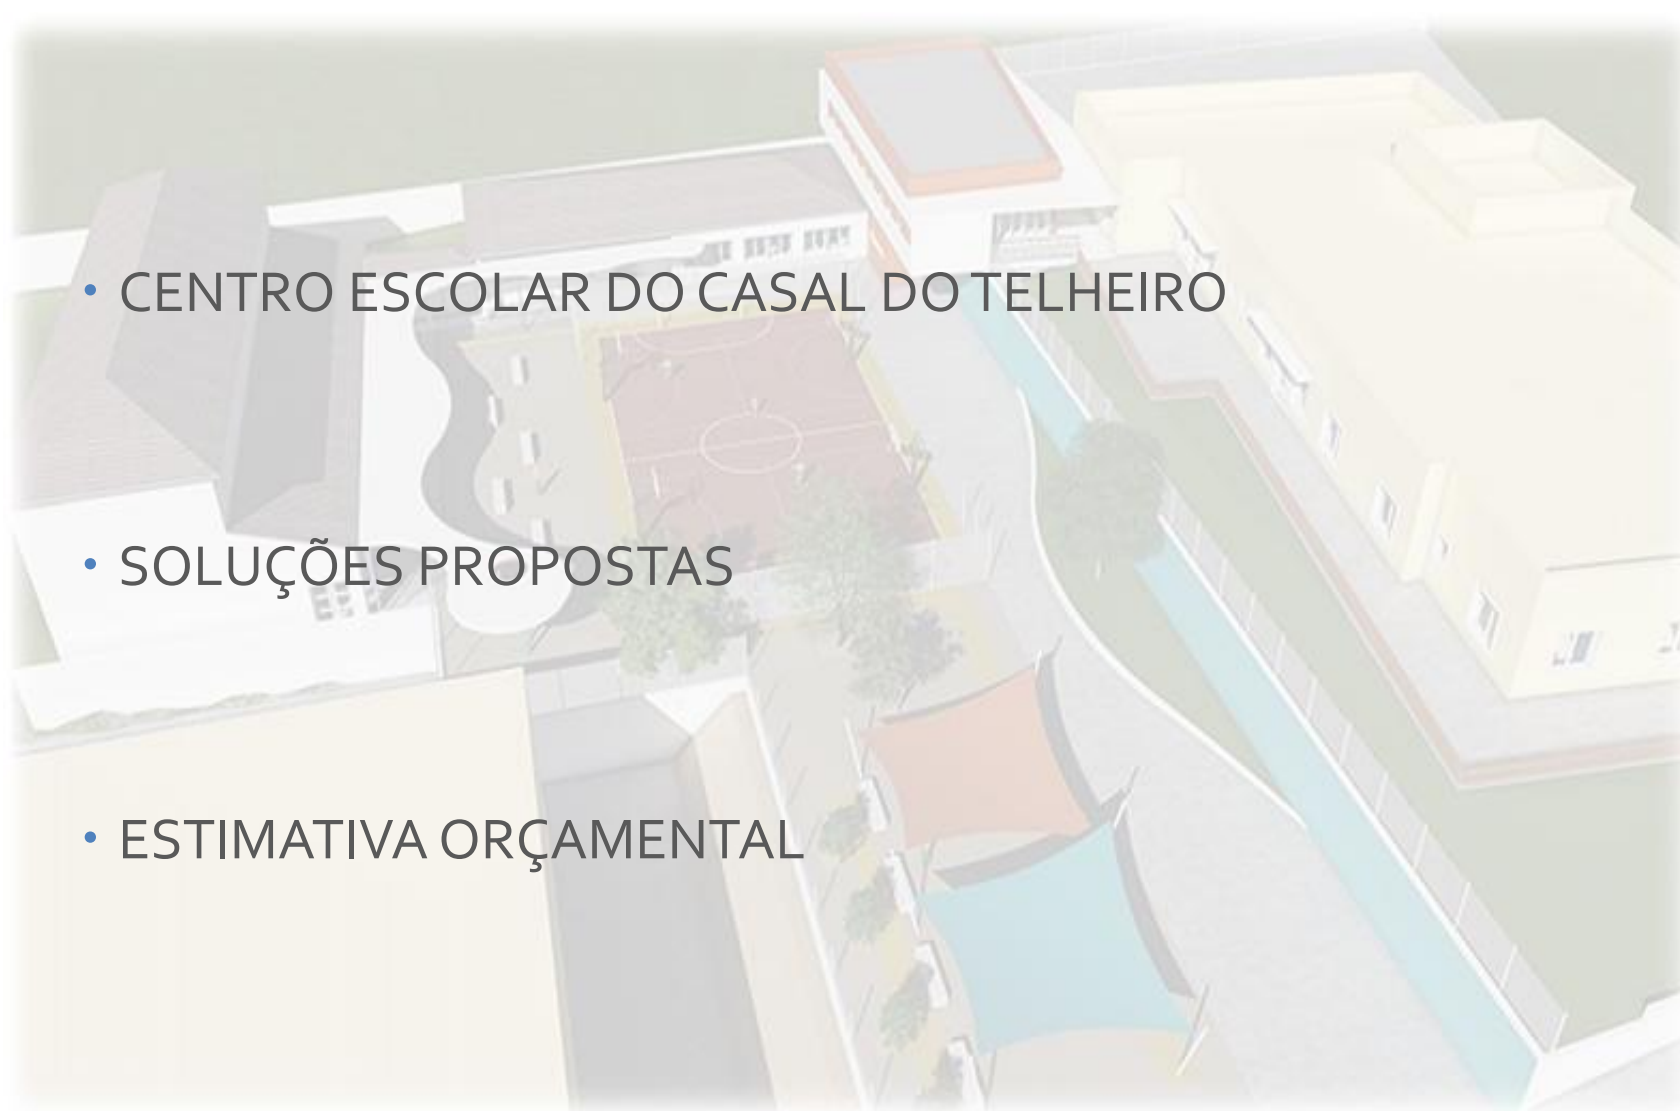 • CENTRO ESCOLAR DO CASAL DO TELHEIRO
• SOLUÇÕES PROPOSTAS
• ESTIMATIVA ORÇAMENTAL